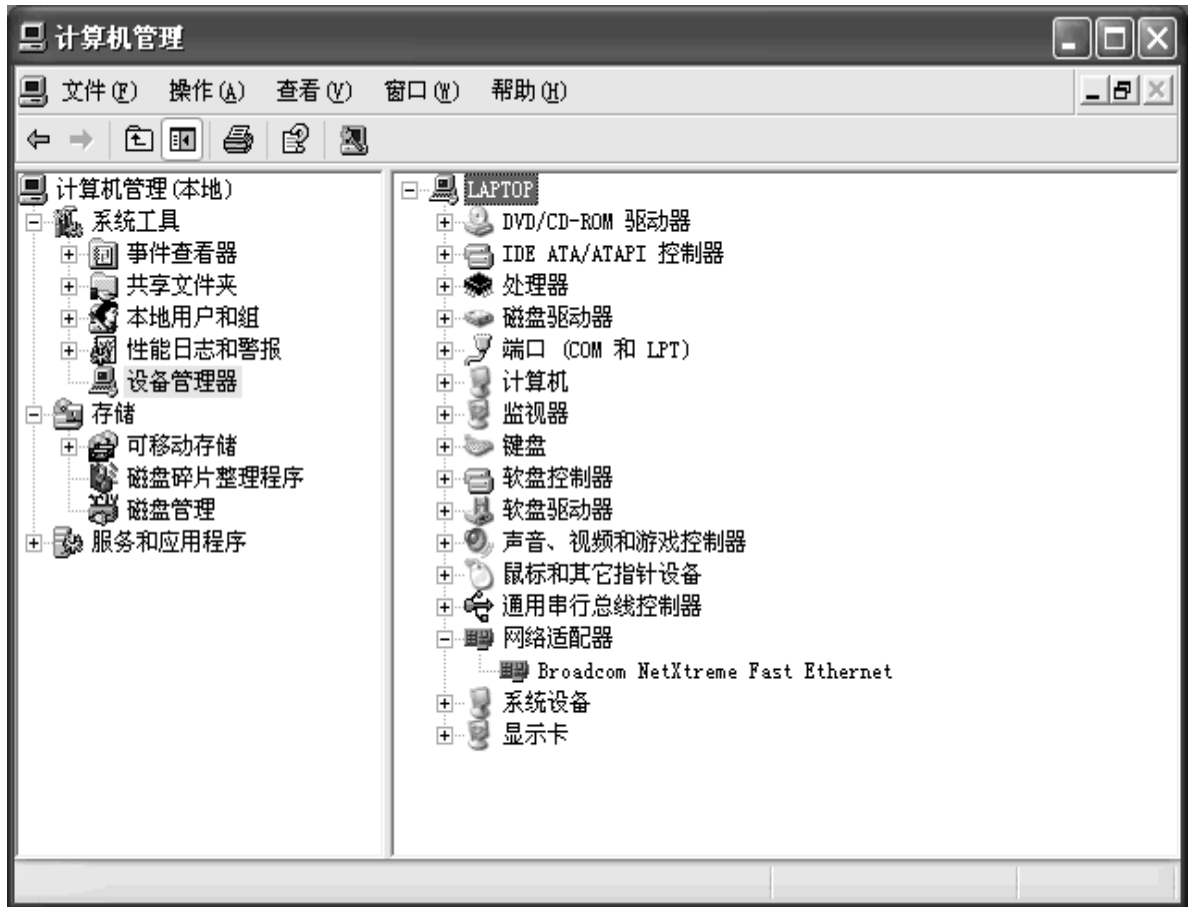 计算机管理
文件(F) 操作(A) 查看(V) 窗口(W) 帮助(H)
计算机管理(本地)
系统工具
事件查看器
共享文件夹
本地用户和组
性能日志和警报
设备管理器
存储
可移动存储
磁盘碎片整理程序
磁盘管理
服务和应用程序
LAPTOP
DVD/CD-ROM 驱动器
IDE ATA/ATAPI 控制器
处理器
磁盘驱动器
端口 (COM 和 LPT)
计算机
监视器
键盘
软盘控制器
软盘驱动器
声音、视频和游戏控制器
鼠标和其它指针设备
通用串行总线控制器
网络适配器
Broadcom NetXtreme Fast Ethernet
系统设备
显示卡